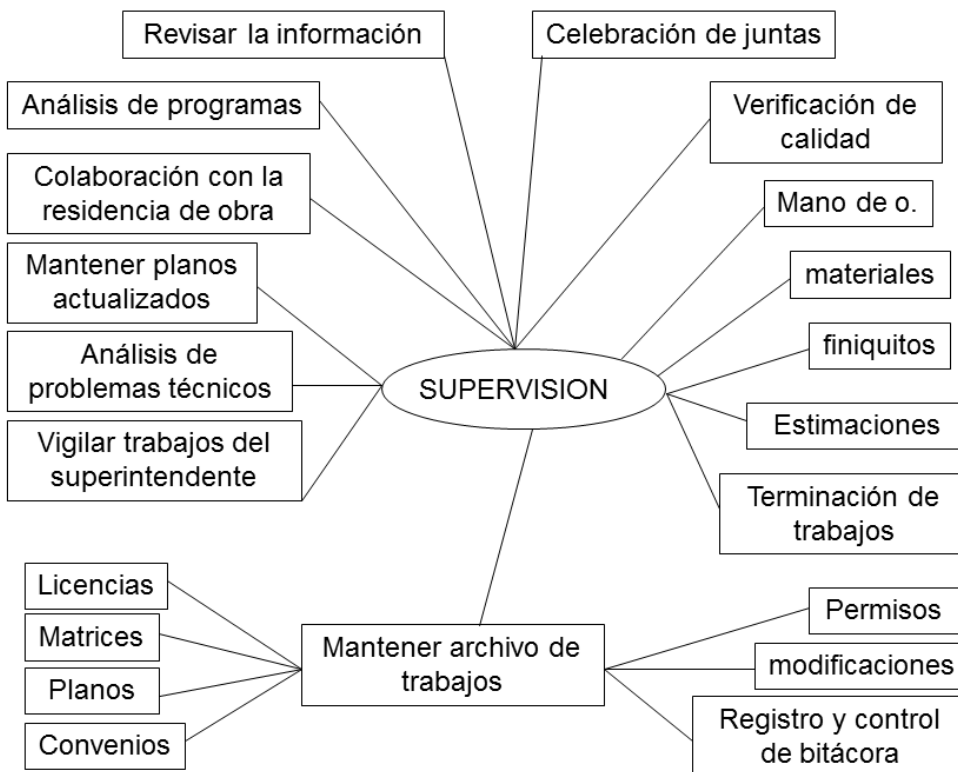 Revisar la información
Celebración de juntas
Análisis de programas
Verificación de
calidad
Colaboración con la
residencia de obra
Mano de o.
Mantener planos
actualizados
materiales
Análisis de
problemas técnicos
finiquitos
SUPERVISION
Estimaciones
Vigilar trabajos del
superintendente
Terminación de
trabajos
Licencias
Matrices
Planos
Convenios
Mantener archivo de
trabajos
Permisos
modificaciones
Registro y control
de bitácora